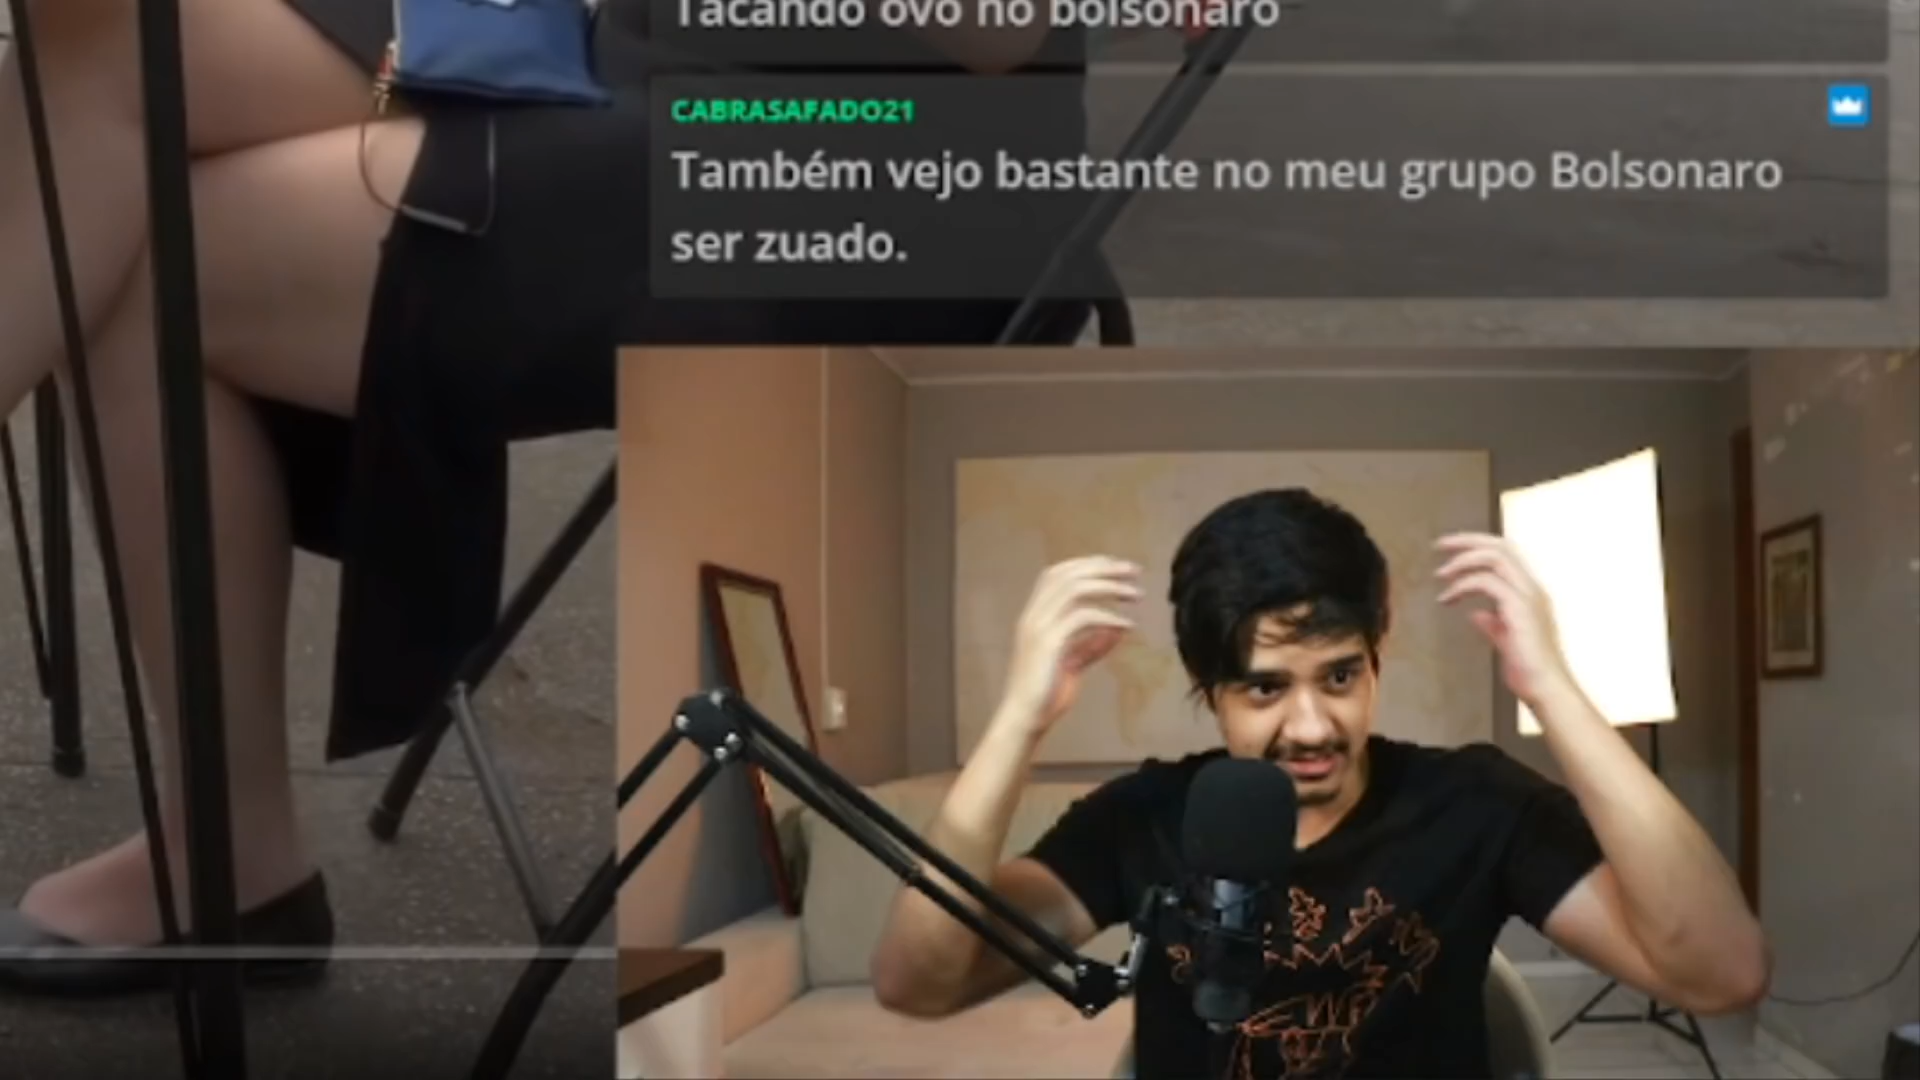 Tacando ovo no bolsonaro
CABRASAFADO21
Também vejo bastante no meu grupo Bolsonaro
ser zuado.